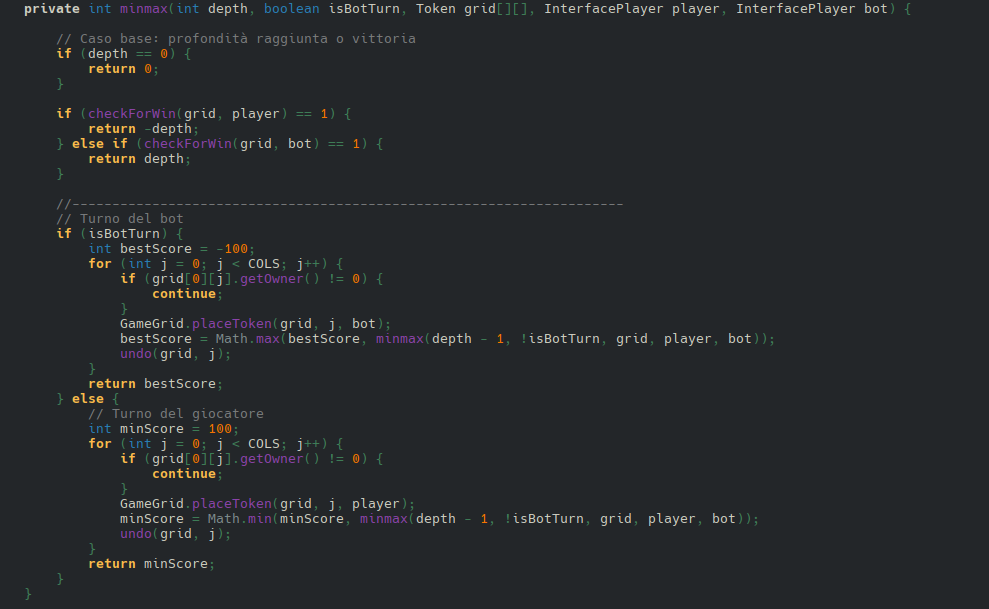 private int minmax(int depth, boolean isBotTurn, Token grid[][], InterfacePlayer player, InterfacePlayer bot) {
// Caso base: profondità raggiunta o vittoria
if (depth == 0) {
return 0;
}
if (checkForWin(grid, player) == 1) {
return -depth;
} else if (checkForWin(grid, bot) == 1) {
return depth;
}
//---------------------------------------------------------------------
// Turno del bot
if (isBotTurn) {
int bestScore = -100;
for (int j = 0; j < COLS; j++) {
if (grid[0][j].getOwner() != 0) {
continue;
}
GameGrid.placeToken(grid, j, bot);
bestScore = Math.max(bestScore, minmax(depth - 1, !isBotTurn, grid, player, bot));
undo(grid, j);
}
return bestScore;
} else {
// Turno del giocatore
int minScore = 100;
for (int j = 0; j < COLS; j++) {
if (grid[0][j].getOwner() != 0) {
continue;
}
GameGrid.placeToken(grid, j, player);
minScore = Math.min(minScore, minmax(depth - 1, !isBotTurn, grid, player, bot));
undo(grid, j);
}
return minScore;
}
}